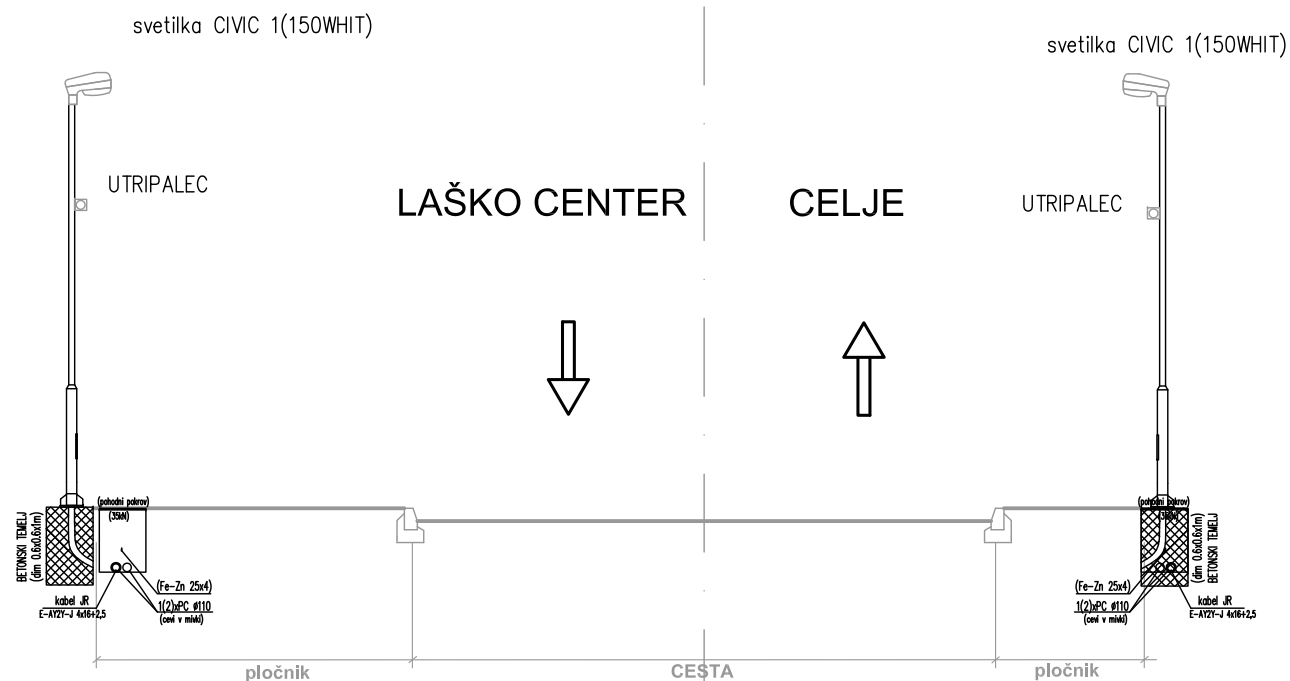 svetilka CIVIC 1(150WHIT)
svetilka CIVIC 1(150WHIT)
UTRIPALEC
LAŠKO CENTER
CELJE
UTRIPALEC
BETONSKI TEMELJ
(dim 0.6x0.6x1m)
(pohodni pokrov)
(35kN)
(Fe-Zn 25x4)
1(2)xPC ø110
(cevi v mivki)
kabel JR
E-AY2Y-J 4x16+2,5
(pohodni pokrov)
(dim 0.6x0.6x1m)
BETONSKI TEMELJ
(Fe-Zn 25x4)
1(2)xPC ø110
(cevi v mivki)
kabel JR
E-AY2Y-J 4x16+2,5
pločnik
CESTA
pločnik